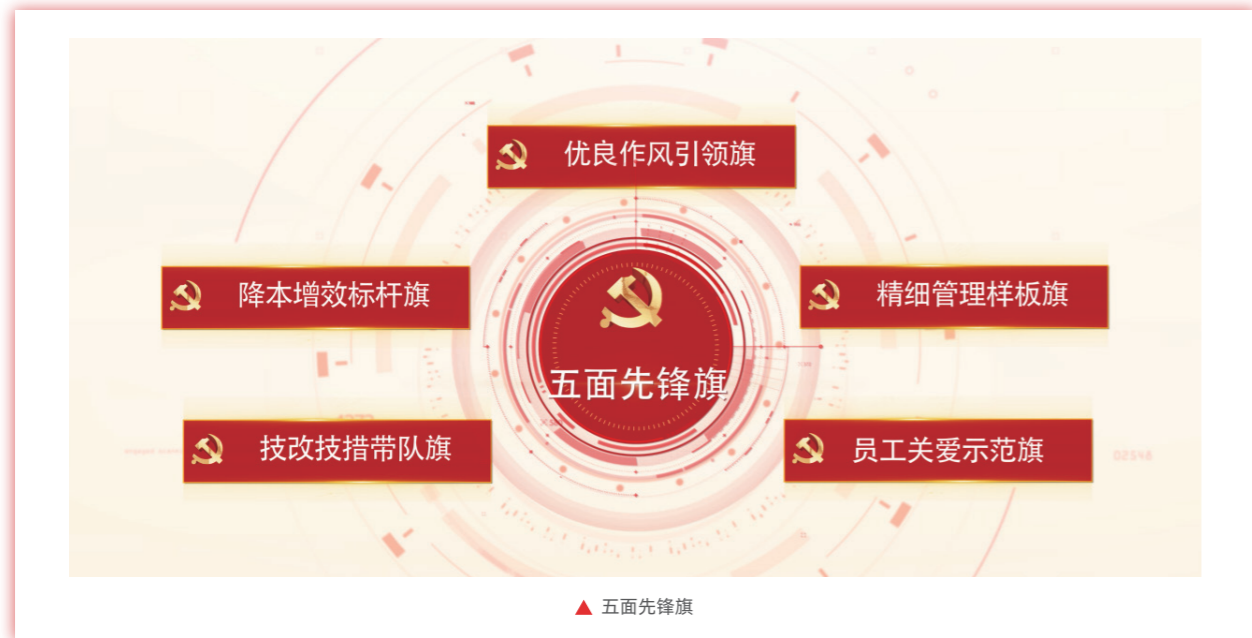 优良作风引领旗
降本增效标杆旗
精细管理样板旗
五面先锋旗
技改技措带队旗
员工关爱示范旗
▲ 五面先锋旗